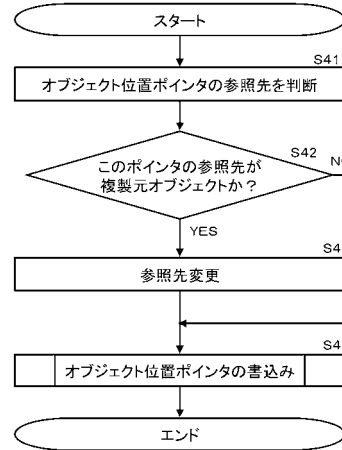 スタート
S41
オブジェクト位置ポインタの参照先を判断
S42
このポインタの参照先が
複製元オブジェクトか？
YES
参照先変更
オブジェクト位置ポインタの書込み
エンド